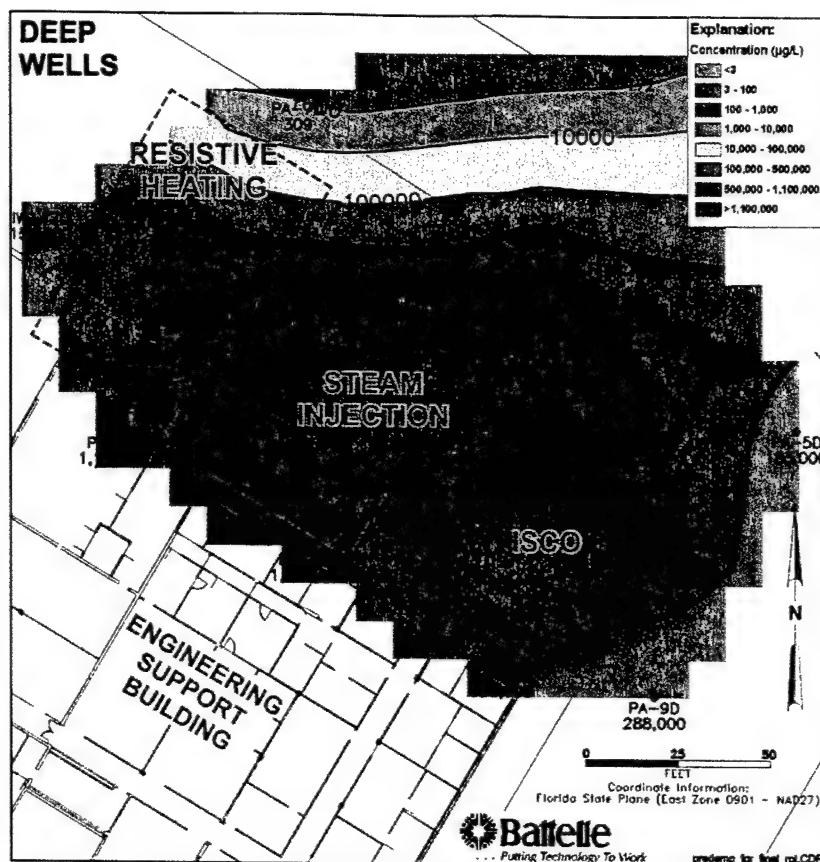 DEEP
WELLS
Explanation:
Concentration (µg/L)
<3
3 - 100
100 - 1,000
1,000 - 10,000
10,000 - 100,000
100,000 - 500,000
500,000 - 1,100,000
>1,100,000
309
10000
RESISTIVE
HEATING
100000
STEAM
INJECTION
ISCO
ENGINEERING
SUPPORT
BUILDING
N
PA-9D
288,000
0 25 50
FEET
Coordinate Information:
Florida State Plane (East Zone 0901 - NAD27)
Battelle
... Putting Technology To Work